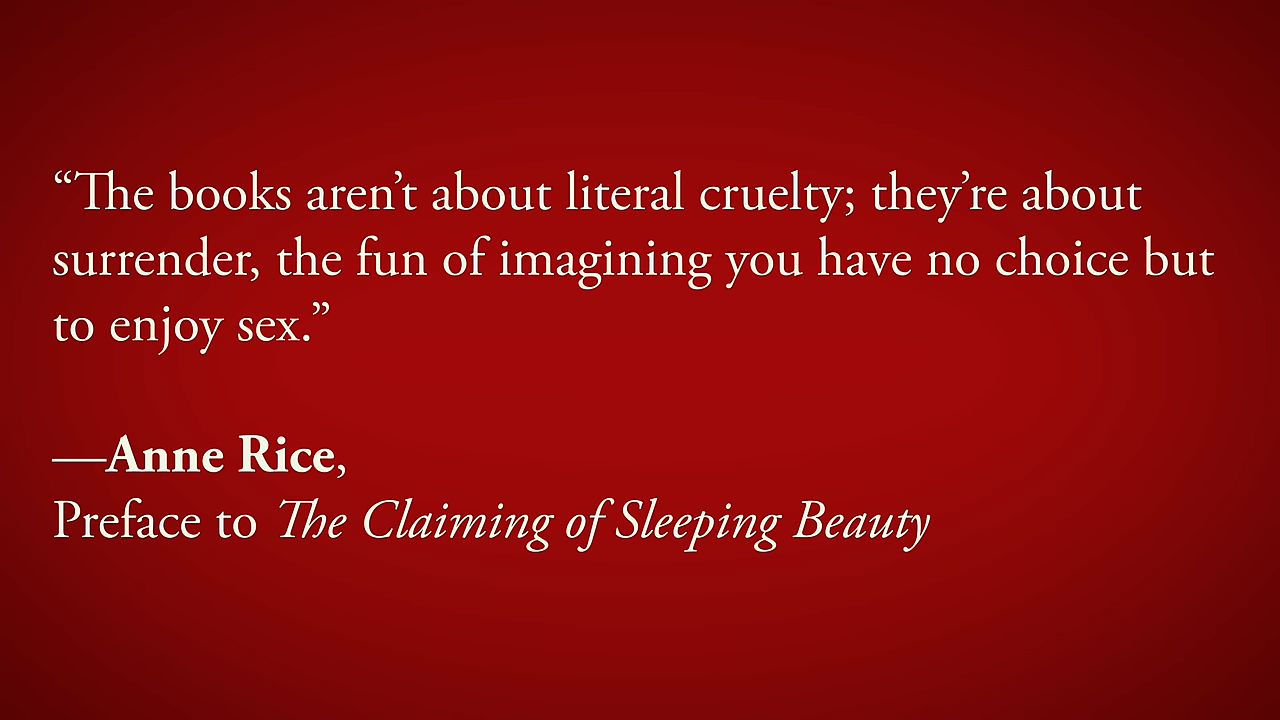 “The books aren’t about literal cruelty; they’re about
surrender, the fun of imagining you have no choice but
to enjoy sex.”
—Anne Rice,
Preface to The Claiming of Sleeping Beauty